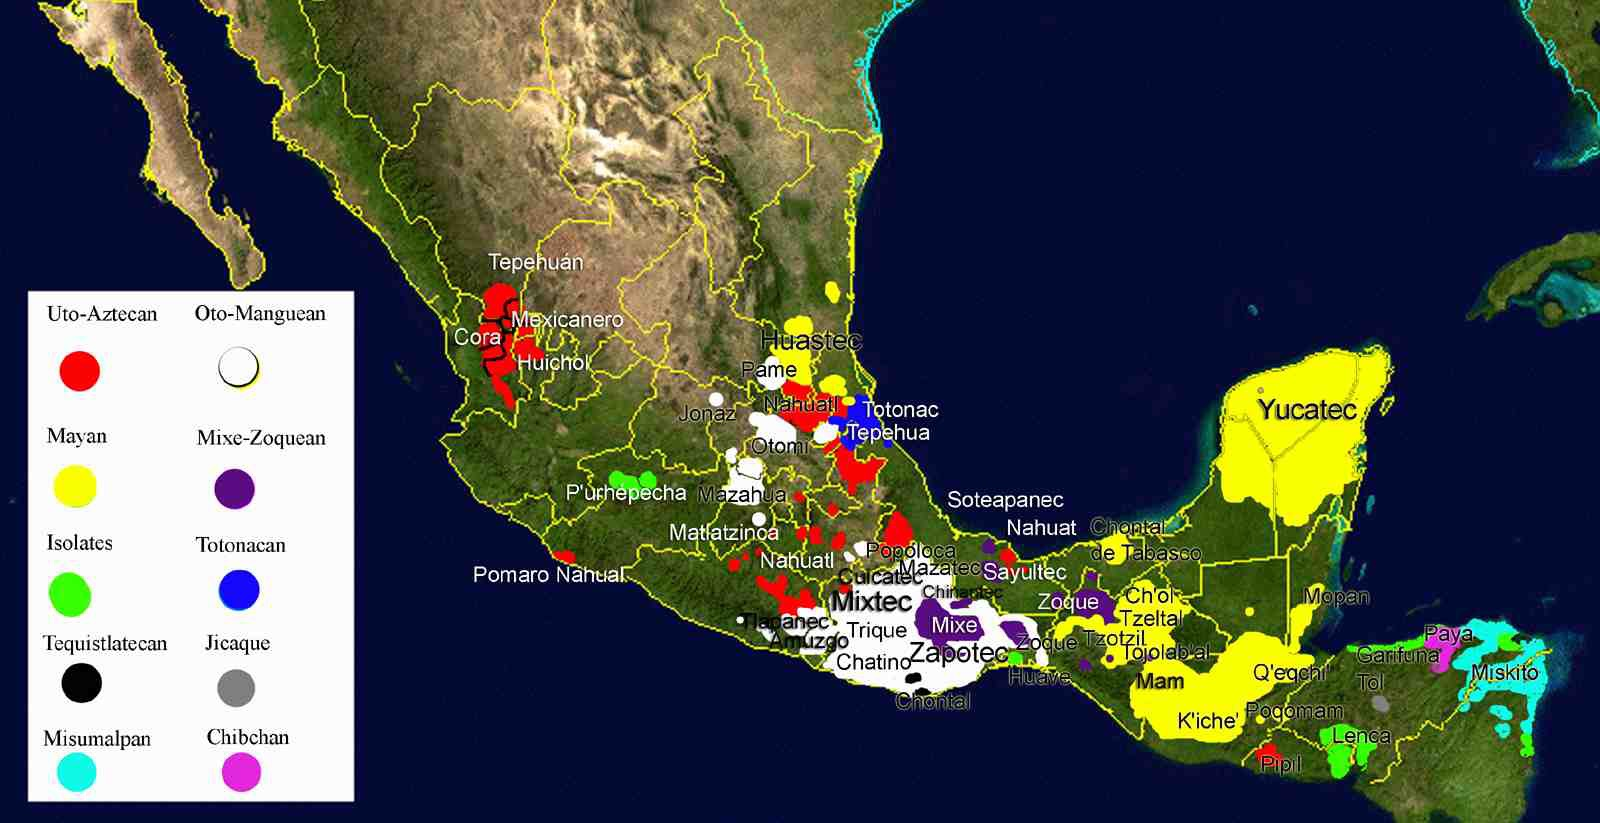 Uto-Aztecan
Oto-Manguean
Mayan
Mixe-Zoquean
Isolates
Totonacan
Tequistlatecan
Jicaque
Misumalpan
Chibchan
Tepehuán
Mexicanero
Cora
Huichol
Huastec
Pame
Jonaz
Nahuatl
Totonac
Otomi
Tepehua
P'urhépecha
Mazahua
Matlatzinca
Soteapanec
Nahuat
Chontal
de Tabasco
Pomaro Nahual
Nahuatl
Popoloca
Mazatec
Sayultec
Cuicatec
Chinantec
Mixtec
Zoque
Ch'ol
Tzeltal
Mopan
Tlapanec
Amuzgo
Trique
Mixe
Zoque
Tzotzil
Tojolab'al
Chatino
Zapotec
Huave
Chontal
Yucatec
Mam
Q'eqchi'
K'iche'
Poqomam
Pipil
Lenca
Tol
Garifuna
Paya
Miskito